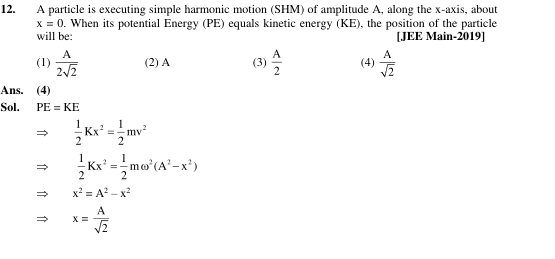 12. A particle is executing simple harmonic motion (SHM) of amplitude A, along the x-axis, about
x = 0. When its potential Energy (PE) equals kinetic energy (KE), the position of the particle
will be: [JEE Main-2019]
(1) A/2√2 (2) A (3) A/2 (4) A/√2
Ans. (4)
Sol. PE = KE
⇒ 1/2 Kx² = 1/2 mv²
⇒ 1/2 Kx² = 1/2 m ω² (A² – x²)
⇒ x² = A² – x²
⇒ x = A/√2